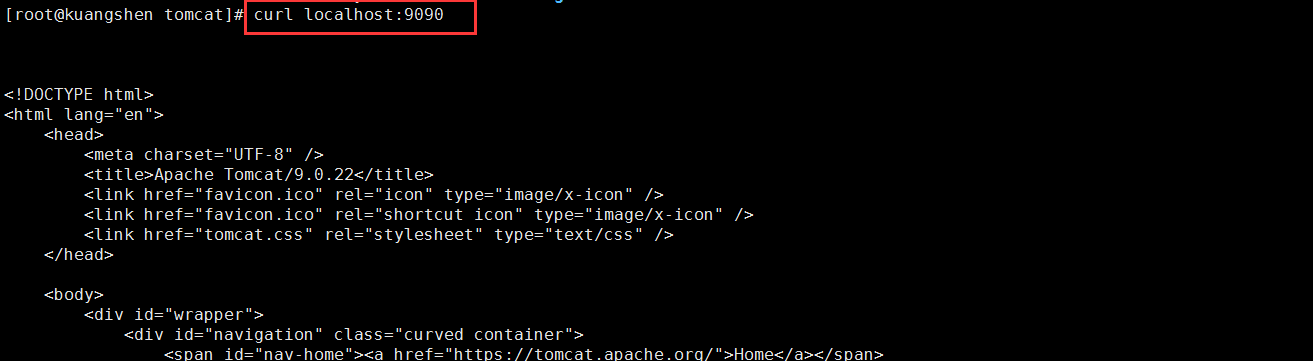 [root@kuangshen tomcat]# curl localhost:9090
<!DOCTYPE html>
<html lang="en">
    <head>
        <meta charset="UTF-8" />
        <title>Apache Tomcat/9.0.22</title>
        <link href="favicon.ico" rel="icon" type="image/x-icon" />
        <link href="favicon.ico" rel="shortcut icon" type="image/x-icon" />
        <link href="tomcat.css" rel="stylesheet" type="text/css" />
    </head>
    <body>
        <div id="wrapper">
            <div id="navigation" class="curved container">
                <span id="nav-home"><a href="https://tomcat.apache.org/">Home</a></span>